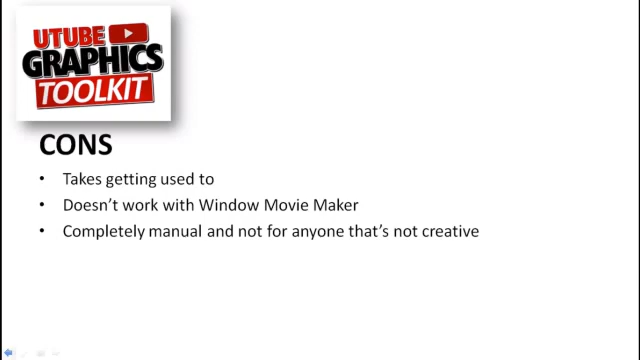 UTUBE
GRAPHICS
TOOLKIT
CONS
• Takes getting used to
• Doesn't work with Window Movie Maker
• Completely manual and not for anyone that's not creative